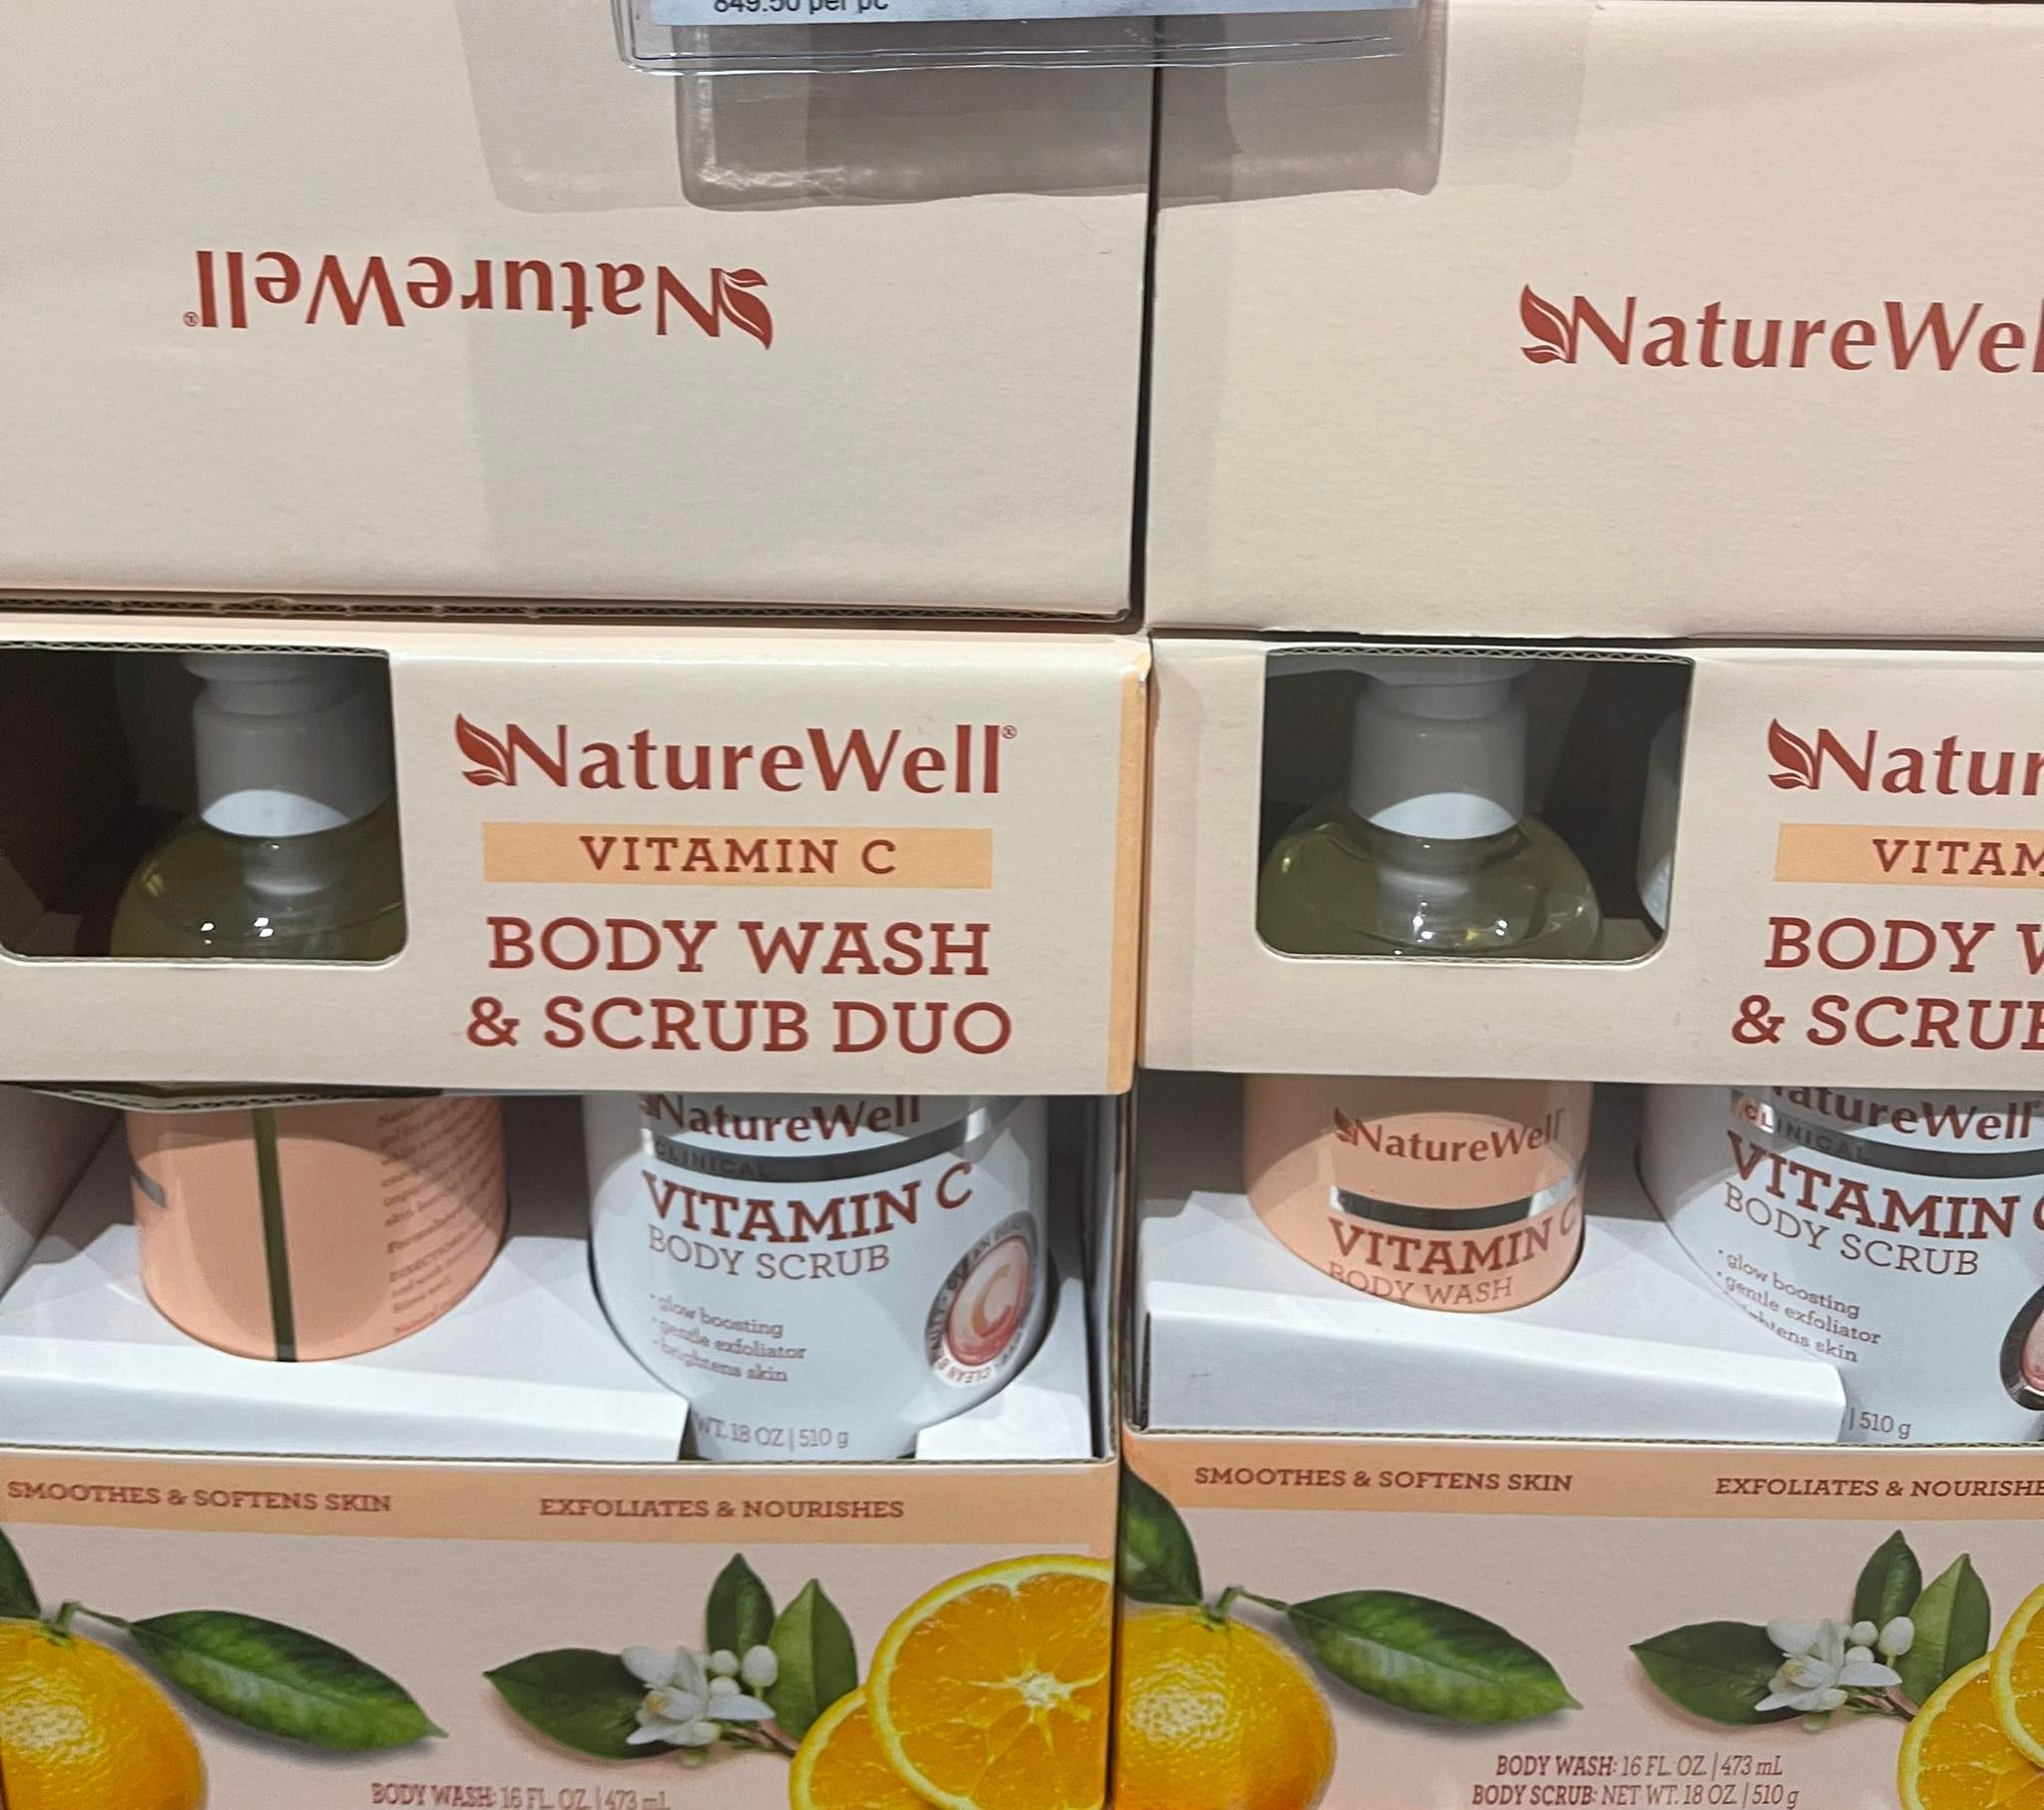 849.50 per pc
NatureWell®
NatureWel
NatureWell®
VITAMIN C
BODY WASH
& SCRUB DUO
Natur
VITAM
BODY W
& SCRUB
NatureWell
CLINICAL
VITAMIN C
BODY SCRUB
• glow boosting
• gentle exfoliator
• brightens skin
WT. 18 OZ | 510 g
NatureWell
VITAMIN C
BODY WASH
NatureWell
CLINICAL
VITAMIN C
BODY SCRUB
• glow boosting
• gentle exfoliator
htens skin
| 510 g
SMOOTHES & SOFTENS SKIN
EXFOLIATES & NOURISHES
SMOOTHES & SOFTENS SKIN
EXFOLIATES & NOURISHE
BODY WASH: 16 FL. OZ. | 473 mL
BODY WASH: 16 FL. OZ. | 473 mL
BODY SCRUB: NET WT. 18 OZ. | 510 g